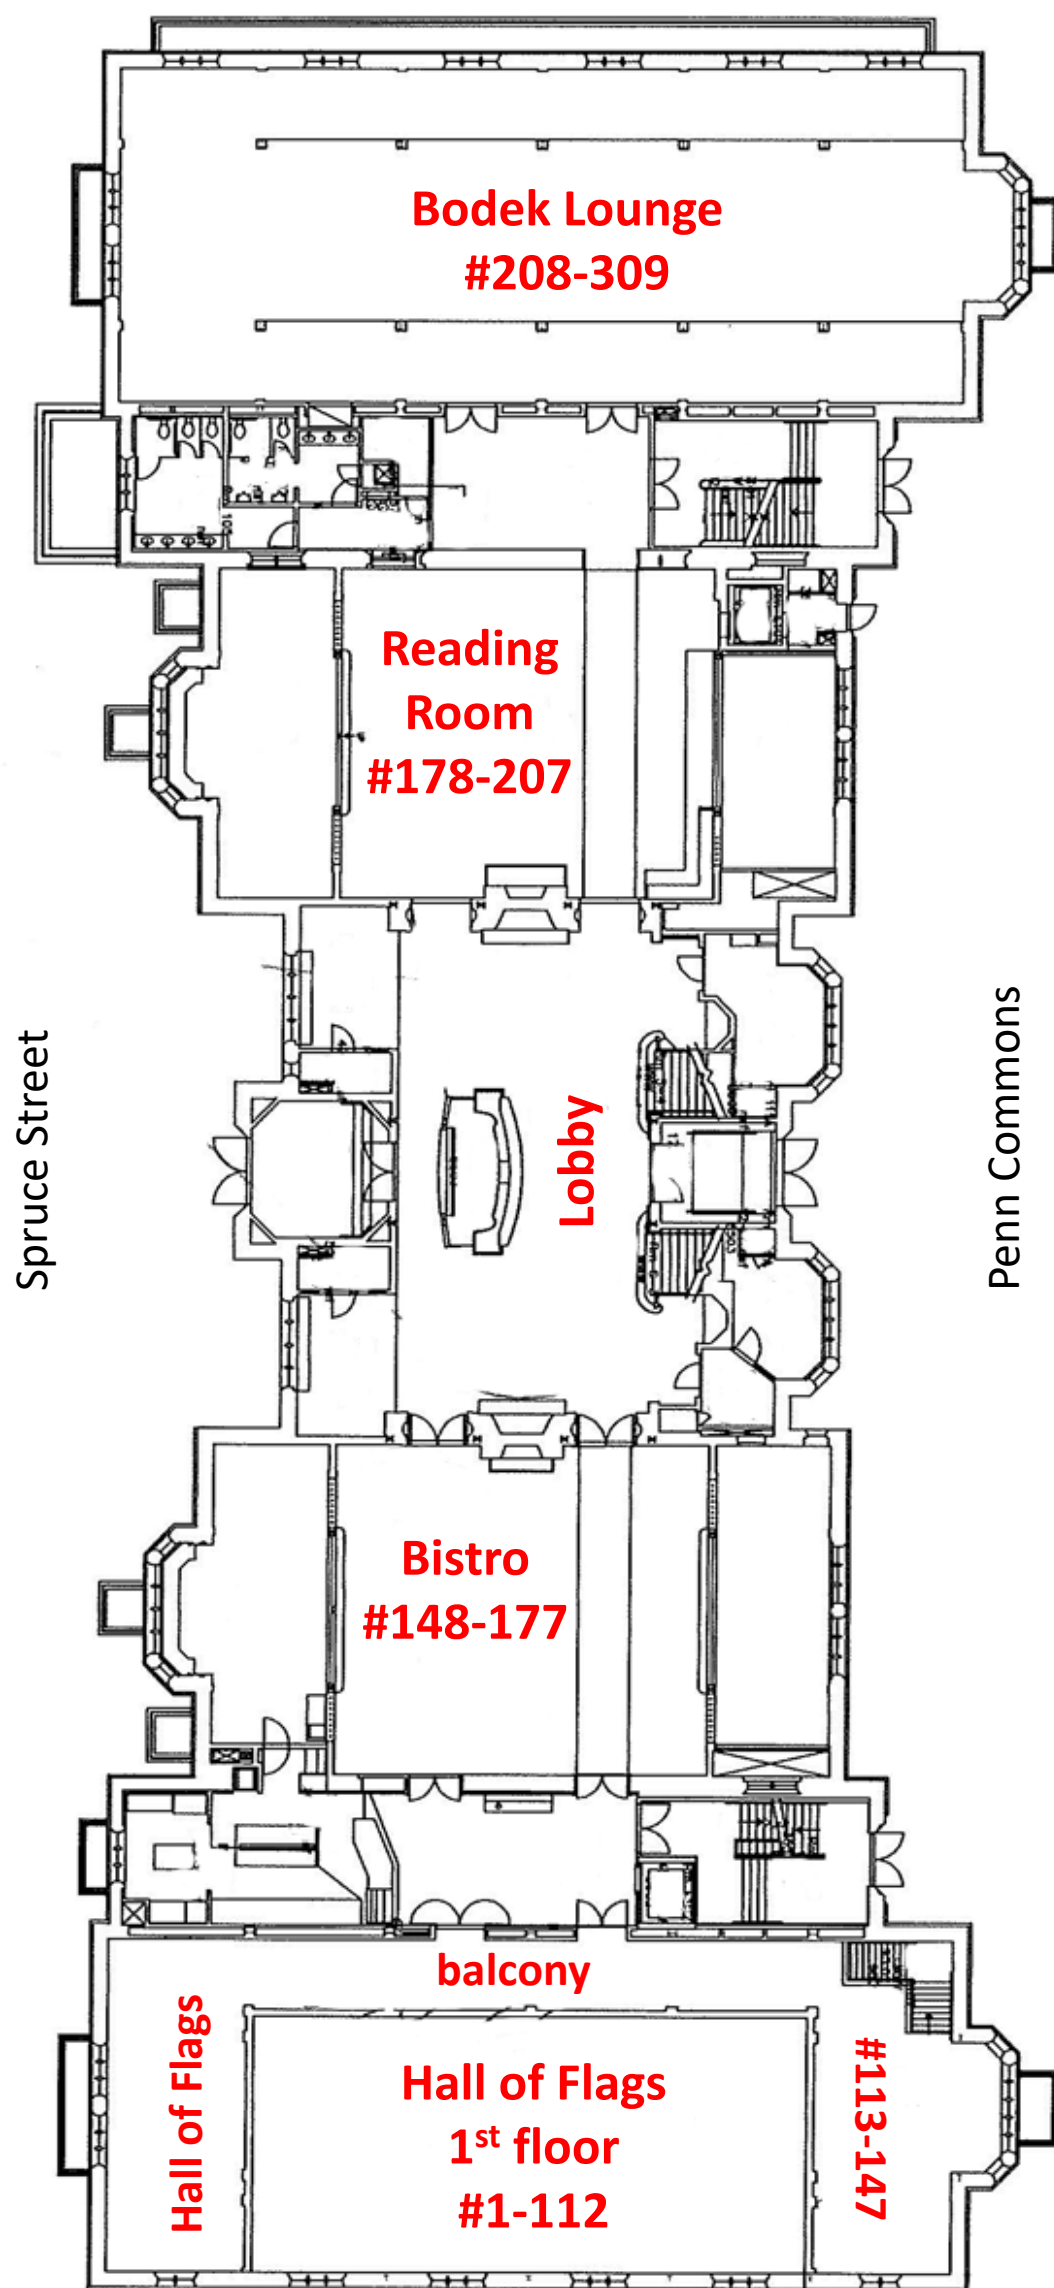 Bodek Lounge
#208-309
Reading
Room
#178-207
Spruce Street
Lobby
Penn Commons
Bistro
#148-177
balcony
Hall of Flags
Hall of Flags
1st floor
#1-112
#113-147